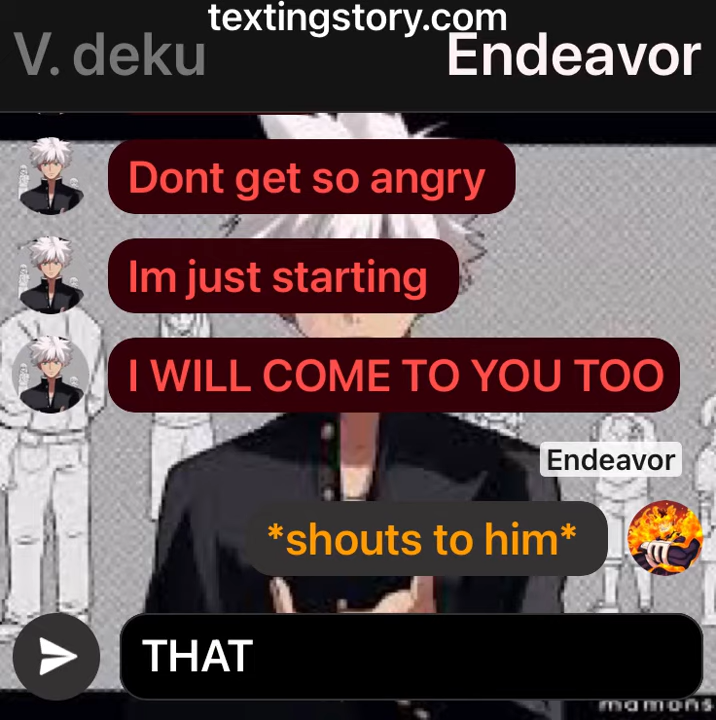 textingstory.com
V. deku
Endeavor
Dont get so angry
Im just starting
I WILL COME TO YOU TOO
Endeavor
*shouts to him*
THAT
mamons